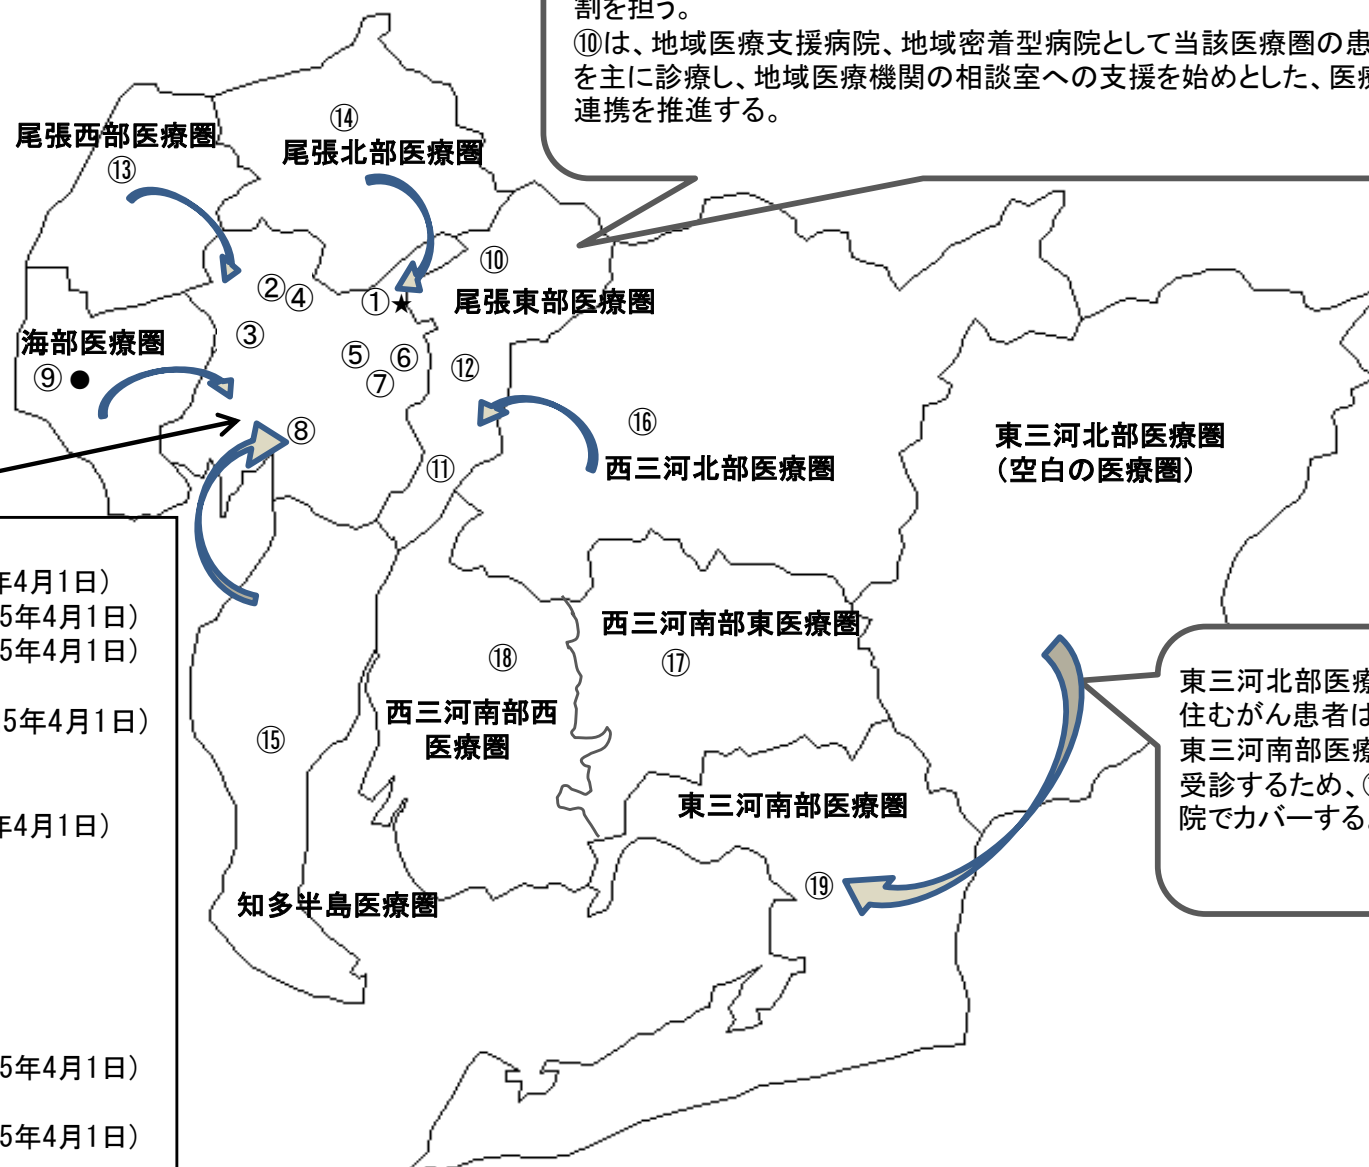 割を担う。
⑩は、地域医療支援病院、地域密着型病院として当該医療圏の患
を主に診療し、地域医療機関の相談室への支援を始めとした、医療
連携を推進する。
⑭
尾張西部医療圏
尾張北部医療圏
⑬
⑩
② ④
① ★
尾張東部医療圏
③
海部医療圏
⑤ ⑥
⑫
⑨ ●
⑦
⑯
⑧
東三河北部医療圏
(空白の医療圏)
⑪
西三河北部医療圏
年4月1日)
5年4月1日)
5年4月1日)
5年4月1日)
年4月1日)
5年4月1日)
5年4月1日)
西三河南部東医療圏
⑱
⑰
西三河南部西
医療圏
⑮
東三河南部医療圏
⑲
知多半島医療圏
東三河北部医療
住むがん患者は
東三河南部医療
受診するため、
院でカバーする